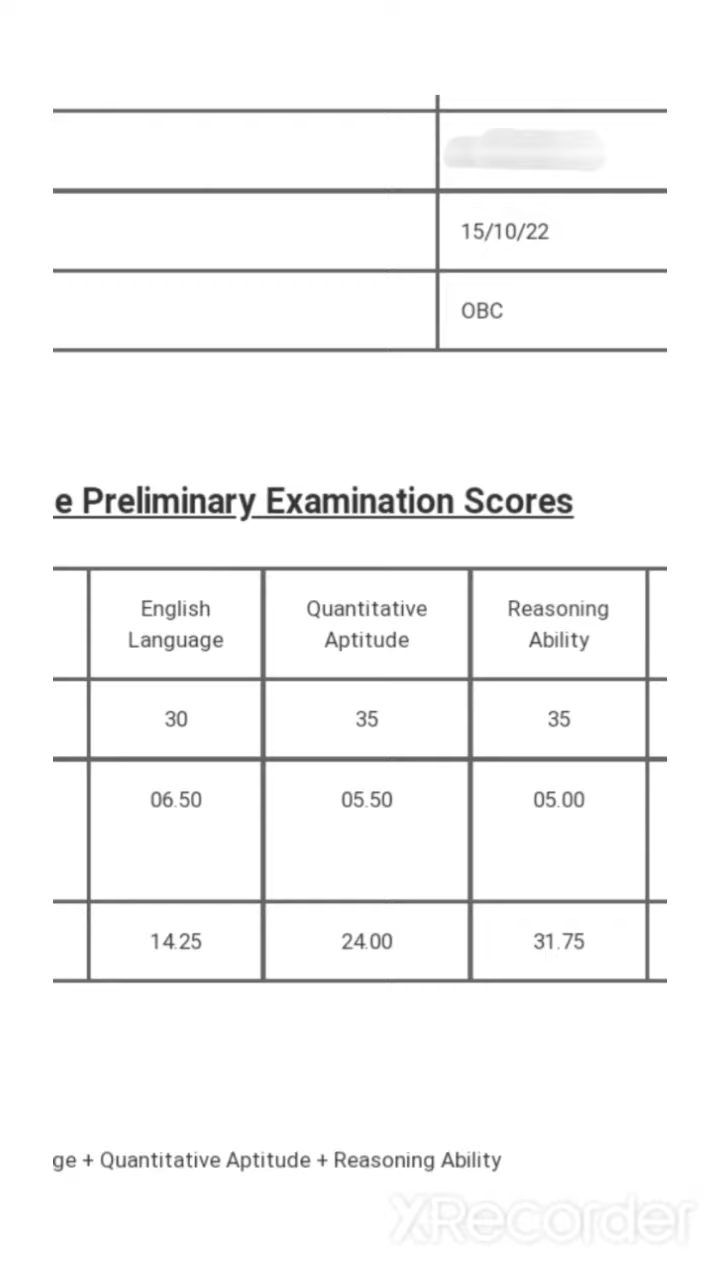 15/10/22
OBC
e Preliminary Examination Scores
English Quantitative Reasoning
Language Aptitude Ability
30 35 35
06.50 05.50 05.00
14.25 24.00 31.75
ge + Quantitative Aptitude + Reasoning Ability
XRecorder